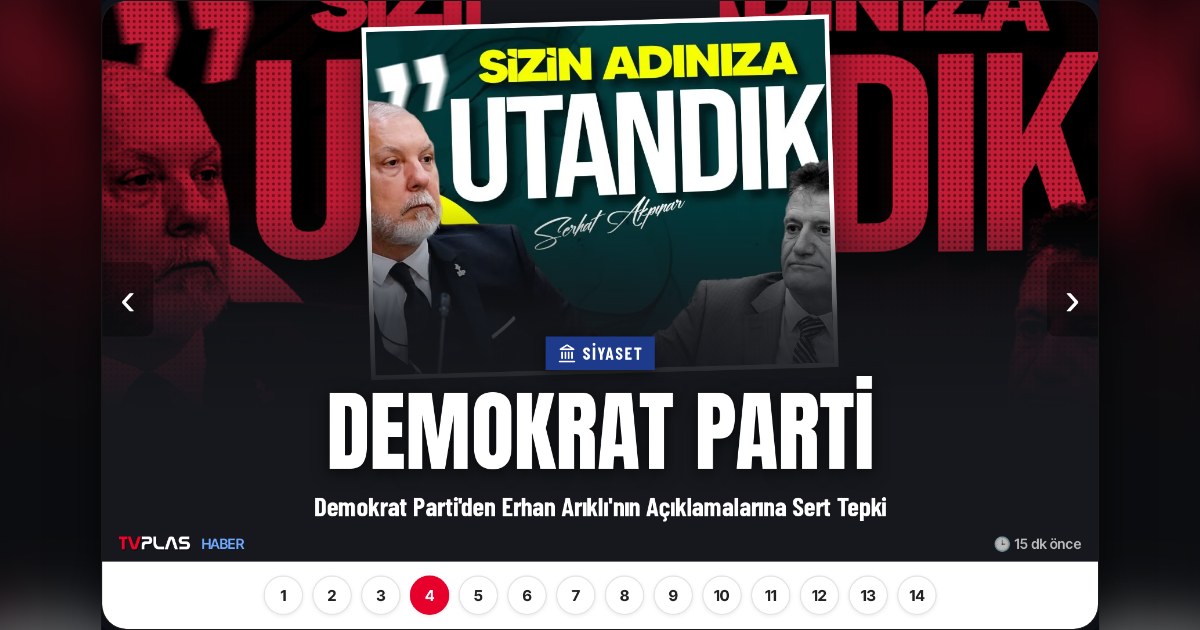 SİZİN ADINIZA
” UTANDIK
Serhat Akpınar
SİYASET
DEMOKRAT PARTİ
Demokrat Parti'den Erhan Arıklı'nın Açıklamalarına Sert Tepki
TVPLAS HABER
15 dk önce
1 2 3 4 5 6 7 8 9 10 11 12 13 14